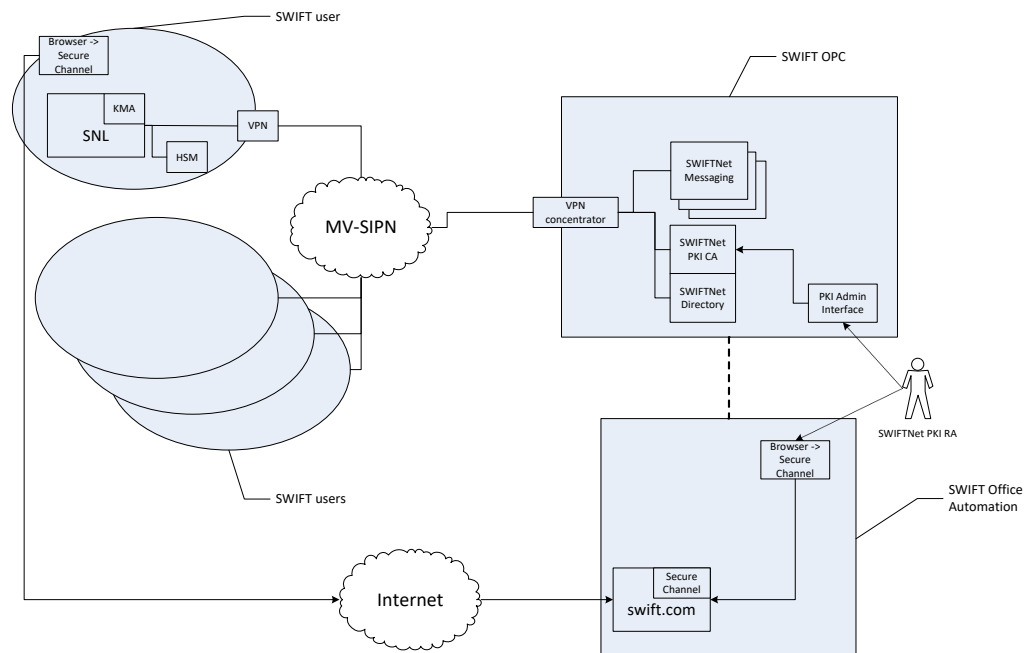 SWIFT user
Browser ->
Secure
Channel
KMA
SNL
HSM
VPN
SWIFT OPC
SWIFTNet
Messaging
VPN
concentrator
MV-SIPN
SWIFTNet
PKI CA
SWIFTNet
Directory
PKI Admin
Interface
SWIFTNet PKI RA
Browser ->
Secure
Channel
SWIFT users
SWIFT Office
Automation
Internet
Secure
Channel
swift.com